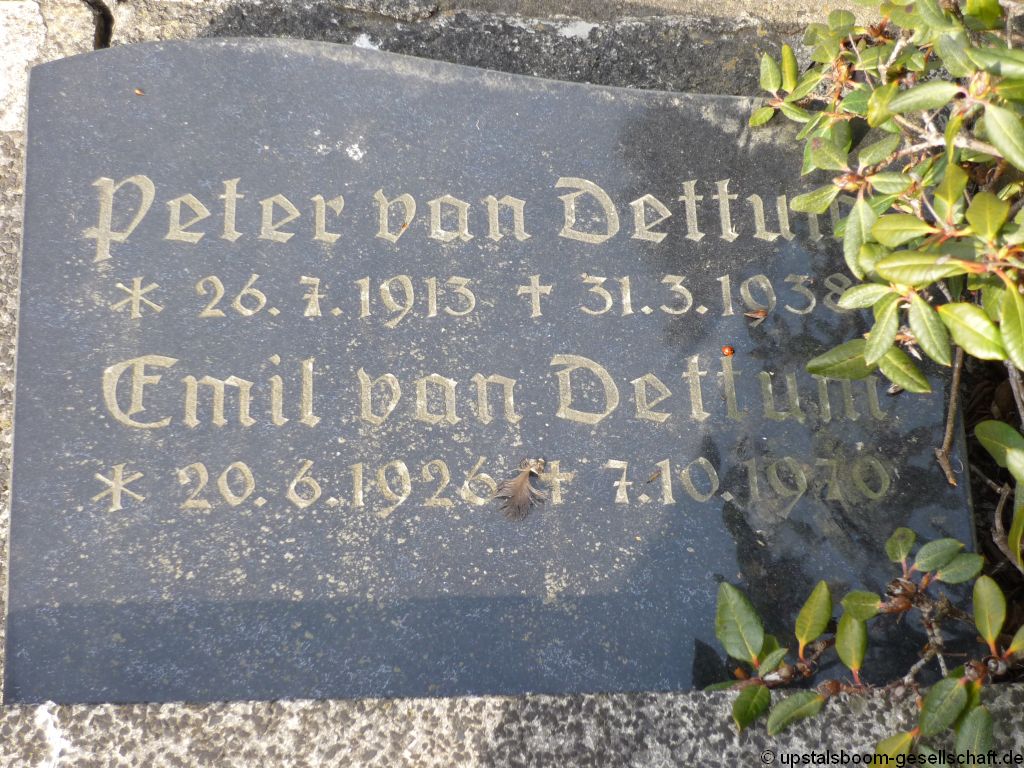 Peter van Dettum
* 26.7.1913 † 31.3.1938
Emil van Dettum
* 20.6.1926 † 7.10.1970
© upstalsboom-gesellschaft.de